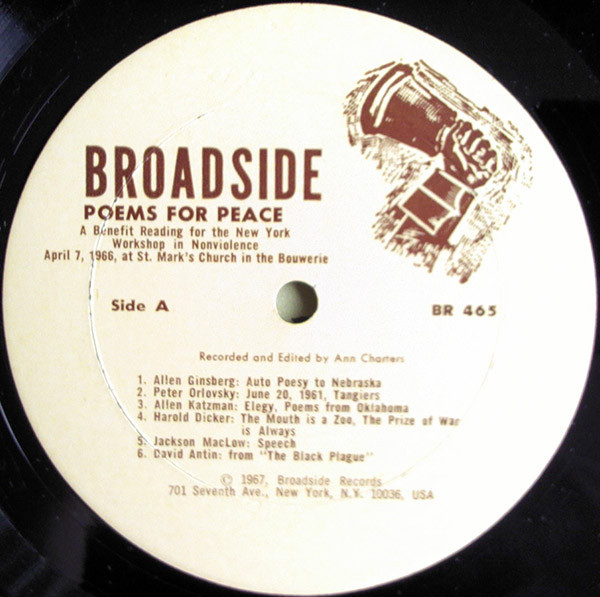 BROADSIDE
POEMS FOR PEACE
A Benefit Reading for the New York
Workshop in Nonviolence
April 7, 1966, at St. Mark's Church in the Bouwerie
Side A
BR 465
Recorded and Edited by Ann Charters
1. Allen Ginsberg: Auto Poesy to Nebraska
2. Peter Orlovsky: June 20, 1961, Tangiers
3. Allen Katzman: Elegy, Poems from Oklahoma
4. Harold Dicker: The Mouth is a Zoo, The Prize of War
is Always
5. Jackson MacLow: Speech
6. David Antin: from "The Black Plague"
© 1967, Broadside Records
701 Seventh Ave., New York, N.Y. 10036, USA